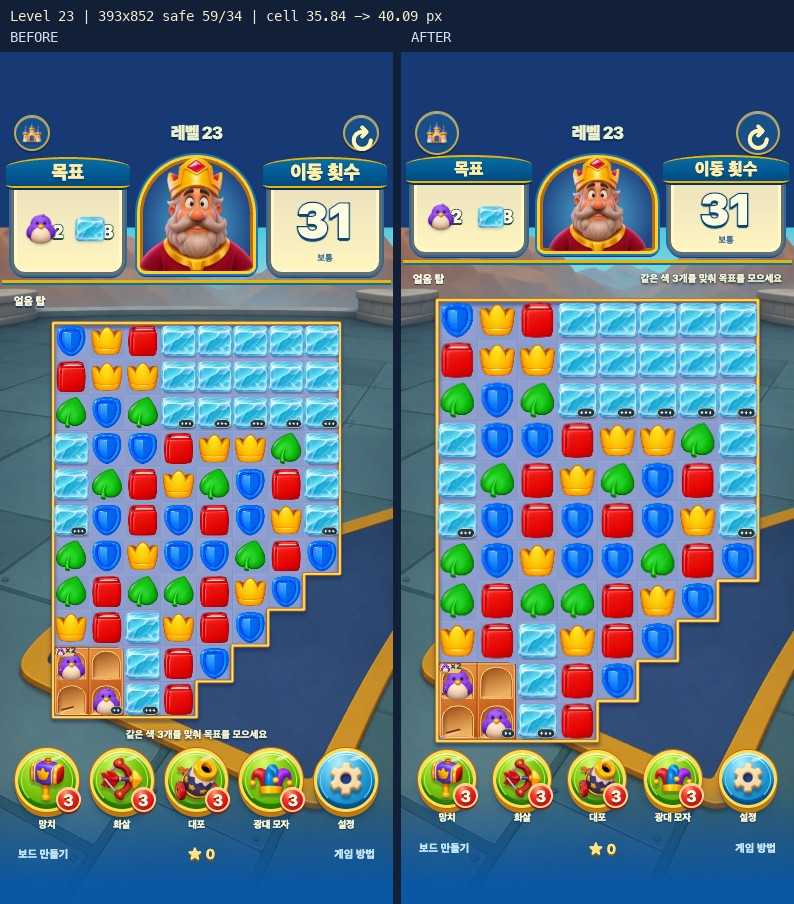 Level 23 | 393x852 safe 59/34 | cell 35.84 -> 40.09 px
BEFORE
레벨 23
목표
이동 횟수
2
8
31
보통
얼음 탑
x2
같은 색 3개를 맞춰 목표를 모으세요
3
3
3
3
망치
화살
대포
광대 모자
설정
보드 만들기
0
게임 방법
AFTER
레벨 23
목표
이동 횟수
2
8
31
보통
얼음 탑
같은 색 3개를 맞춰 목표를 모으세요
x2
3
3
3
3
망치
화살
대포
광대 모자
설정
보드 만들기
0
게임 방법